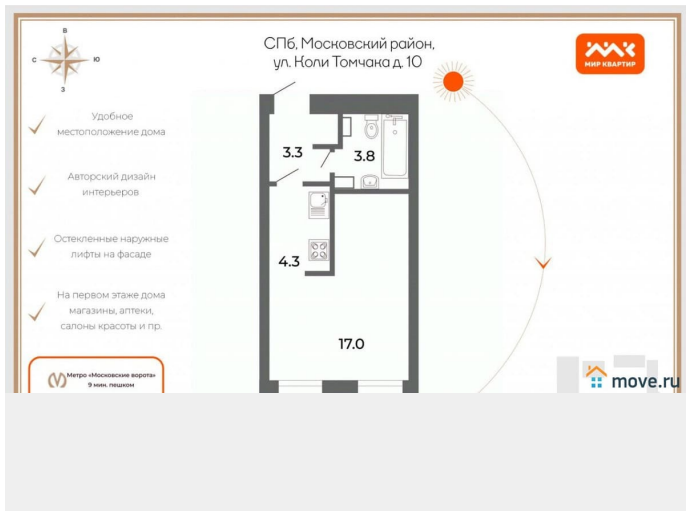 В
С
Ю
З
СПб, Московский район,
ул. Коли Томчака д. 10
МИР КВАРТИР
Удобное
местоположение дома
Авторский дизайн
интерьеров
Остекленные наружные
лифты на фасаде
На первом этаже дома
магазины, аптеки,
салоны красоты и пр.
Метро «Московские ворота»
9 мин. пешком
3.3
3.8
4.3
17.0
move.ru